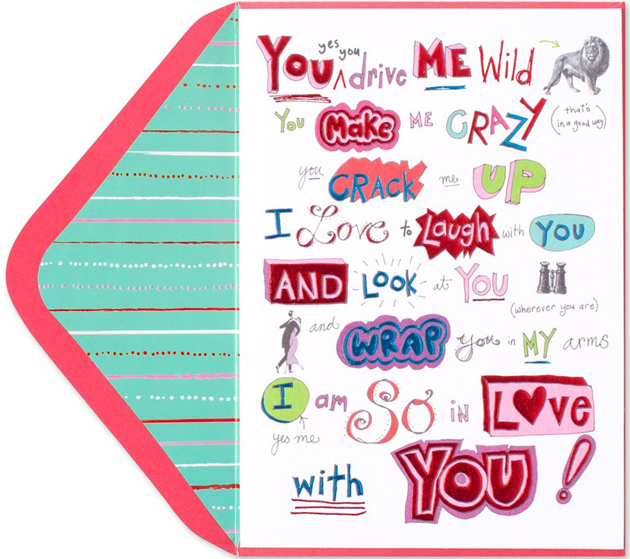 YOU yes you drive ME Wild
You Make ME CRAZY (that's in a good way)
you CRACK me UP
I Love to Laugh with YOU
AND LOOK at YOU
(wherever you are)
and WRAP you in MY arms
I am So in Love
yes me
with YOU!